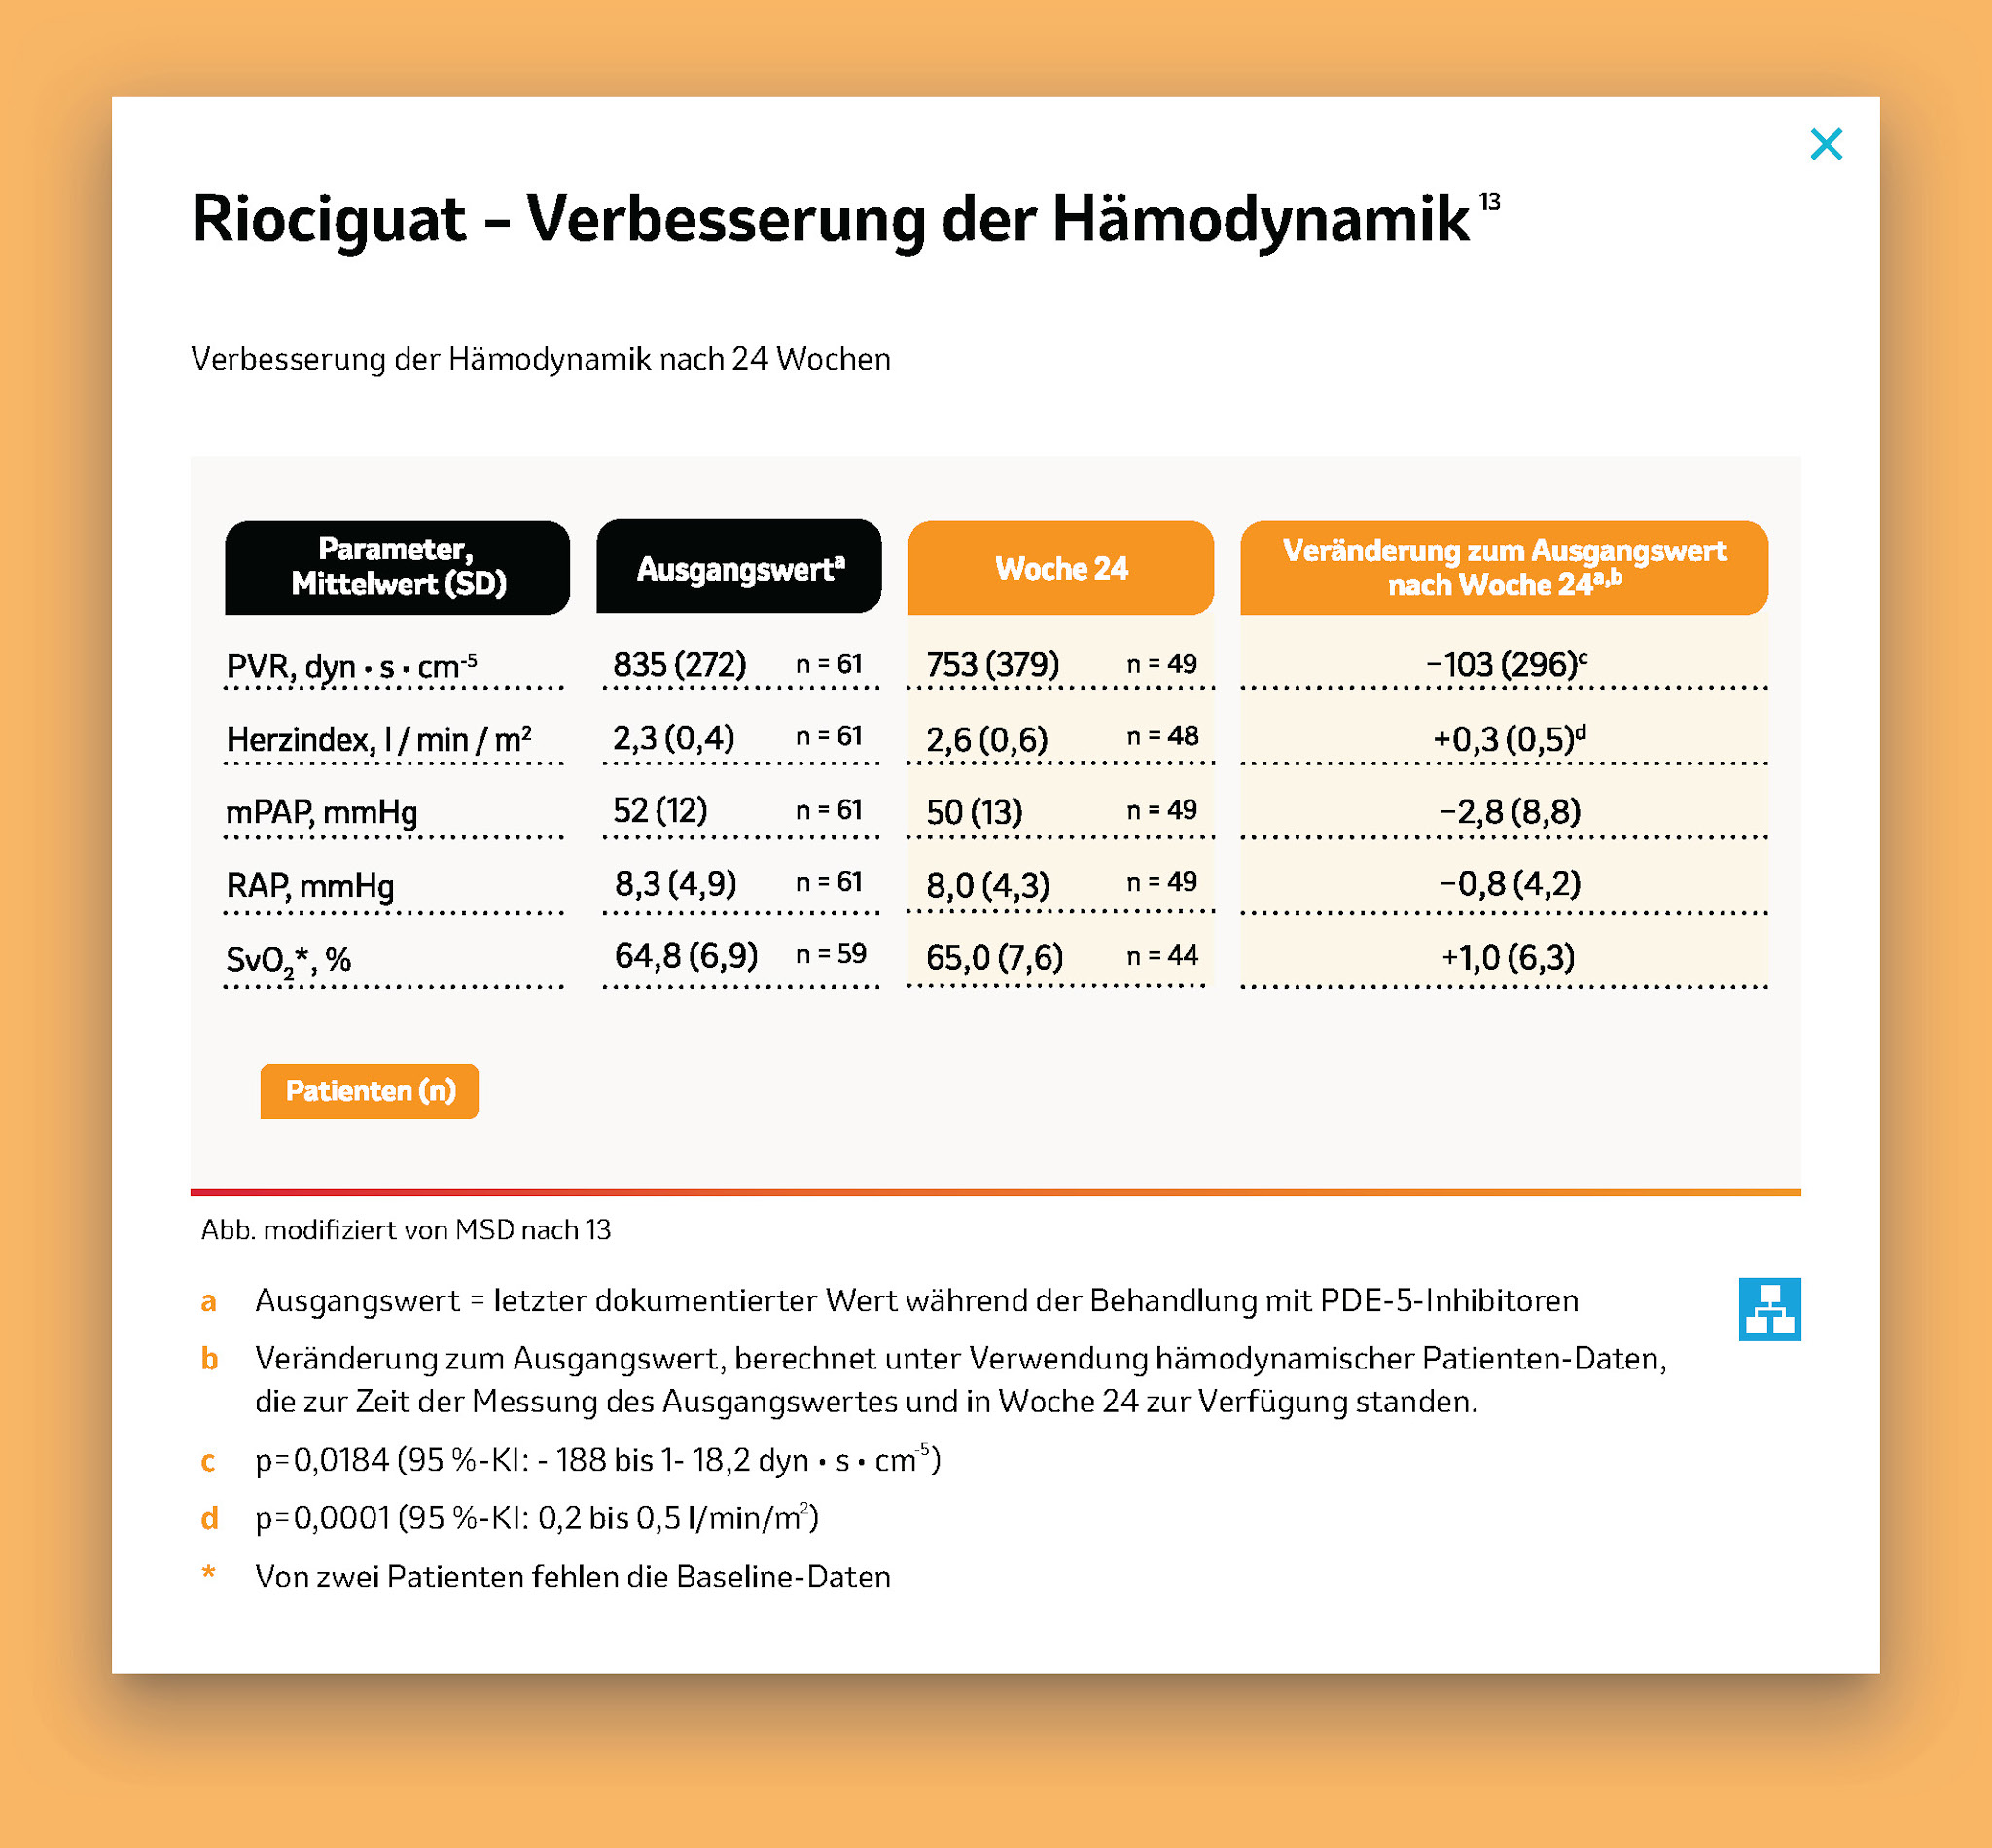 Riociguat – Verbesserung der Hämodynamik 13
Verbesserung der Hämodynamik nach 24 Wochen
Parameter, Mittelwert (SD) Ausgangswertᵃ Woche 24 Veränderung zum Ausgangswert nach Woche 24ᵃ,ᵇ
PVR, dyn • s • cm⁻⁵ 835 (272) n = 61 753 (379) n = 49 −103 (296)ᶜ
Herzindex, l / min / m² 2,3 (0,4) n = 61 2,6 (0,6) n = 48 +0,3 (0,5)ᵈ
mPAP, mmHg 52 (12) n = 61 50 (13) n = 49 −2,8 (8,8)
RAP, mmHg 8,3 (4,9) n = 61 8,0 (4,3) n = 49 −0,8 (4,2)
SvO₂*, % 64,8 (6,9) n = 59 65,0 (7,6) n = 44 +1,0 (6,3)
Patienten (n)
Abb. modifiziert von MSD nach 13
a Ausgangswert = letzter dokumentierter Wert während der Behandlung mit PDE-5-Inhibitoren
b Veränderung zum Ausgangswert, berechnet unter Verwendung hämodynamischer Patienten-Daten,
die zur Zeit der Messung des Ausgangswertes und in Woche 24 zur Verfügung standen.
c p=0,0184 (95 %-KI: - 188 bis 1- 18,2 dyn • s • cm⁻⁵)
d p=0,0001 (95 %-KI: 0,2 bis 0,5 l/min/m²)
* Von zwei Patienten fehlen die Baseline-Daten